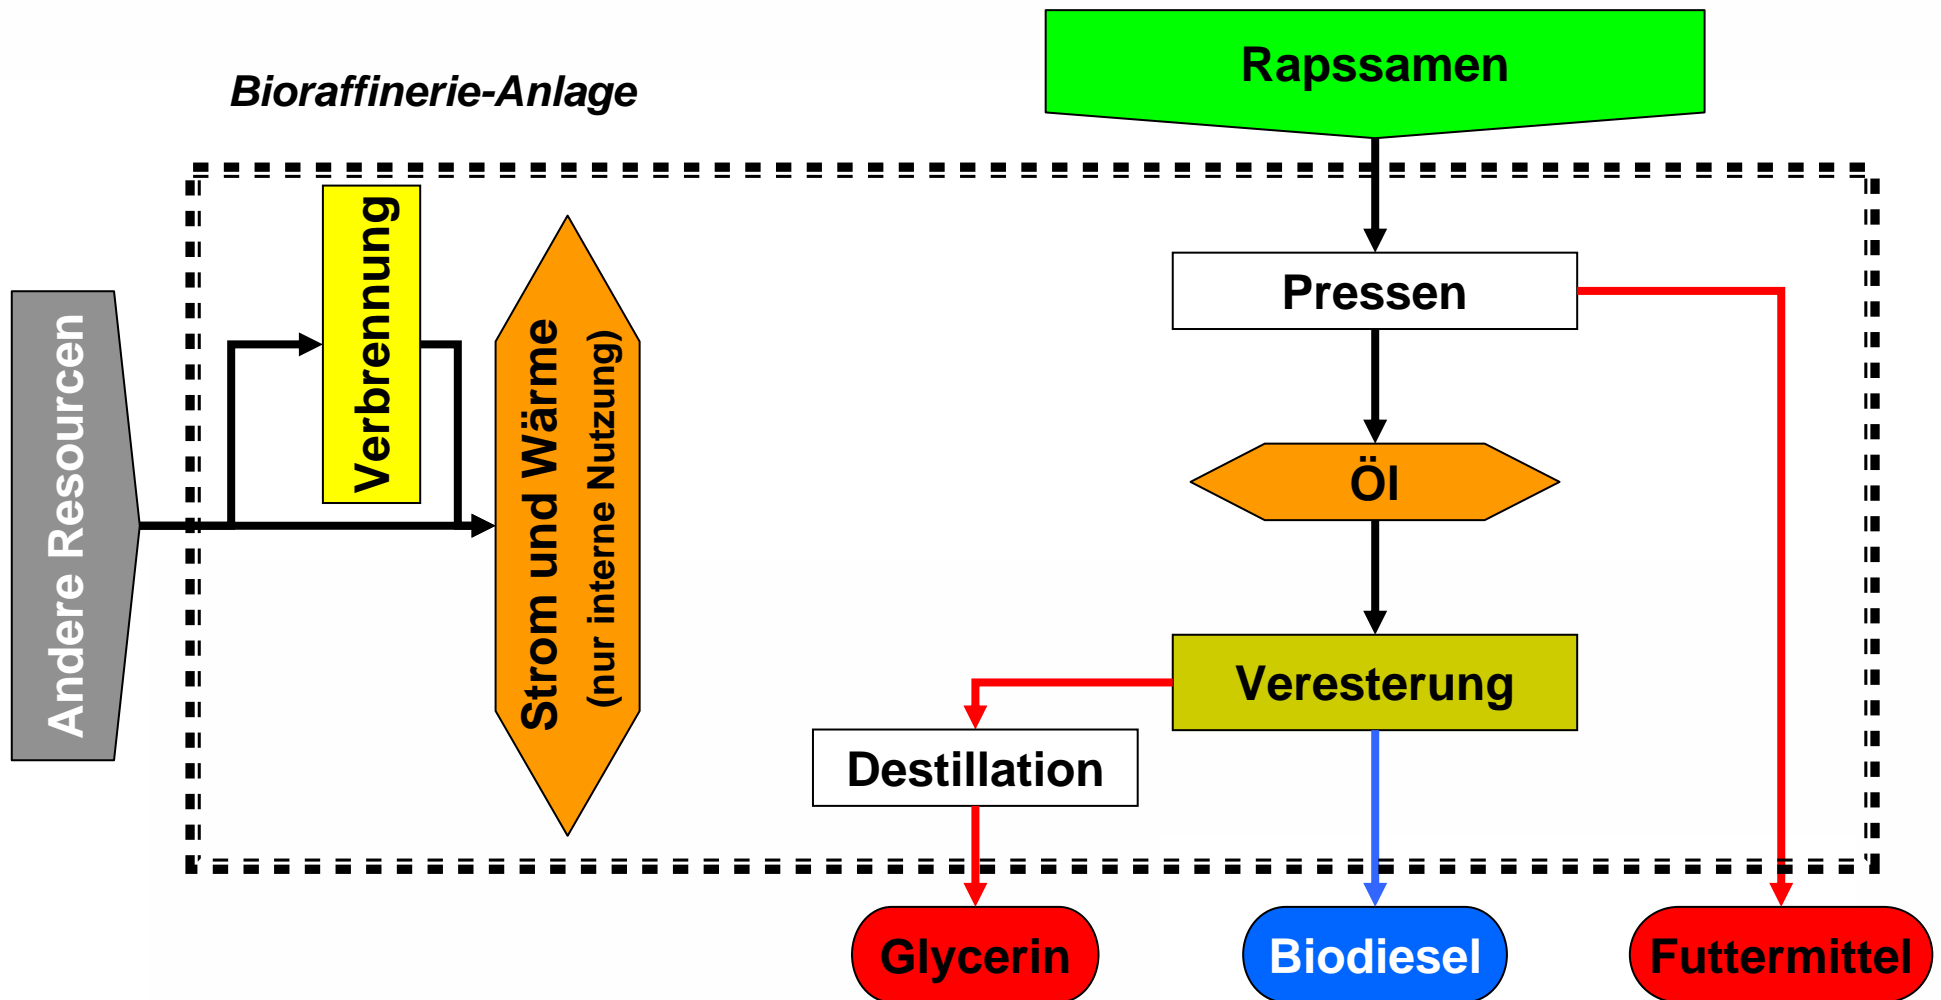 Rapssamen
Bioraffinerie-Anlage
Verbrennung
Andere Resourcen
Strom und Wärme
(nur interne Nutzung)
Pressen
Öl
Veresterung
Destillation
Glycerin
Biodiesel
Futtermittel